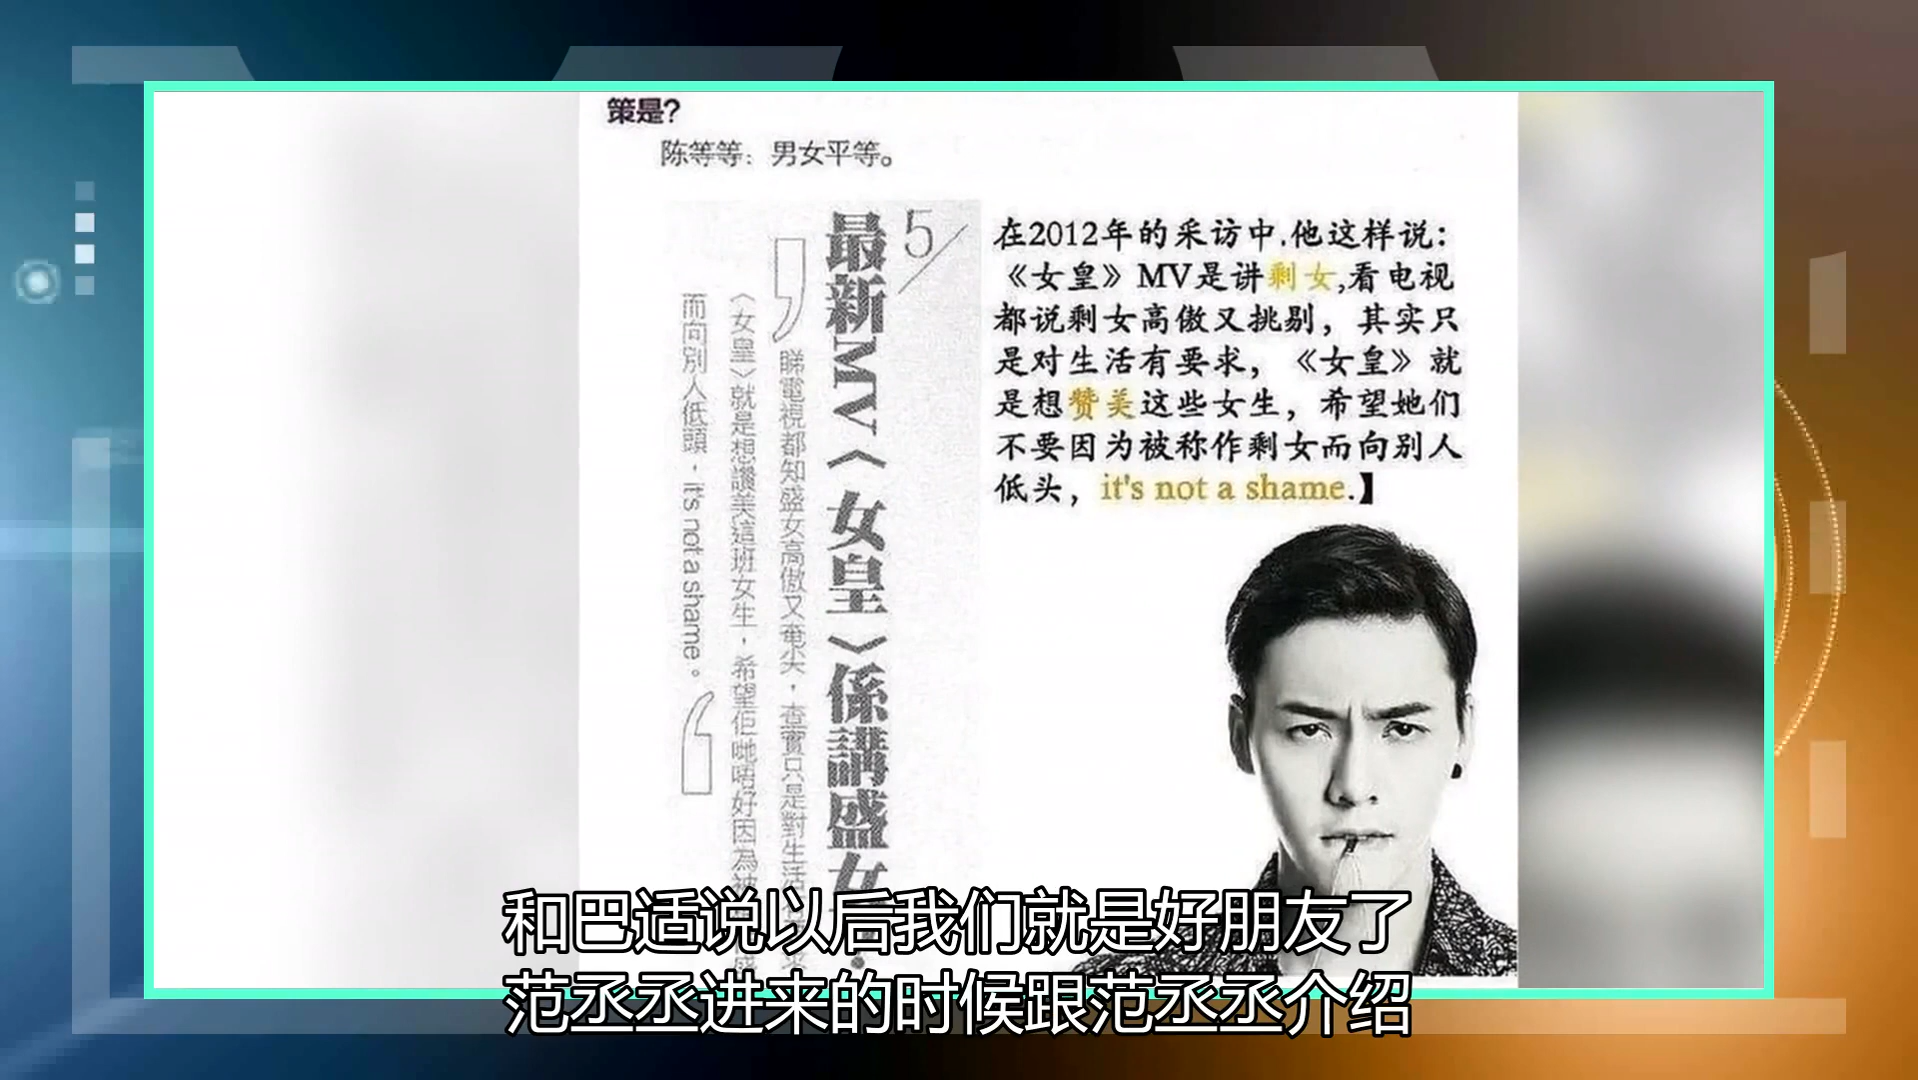 策是?
陈等等：男女平等。
5
最新MV〈女皇〉係講盛女
睇電視都知盛女高傲又奄尖，查實只是對生活
〈女皇〉就是想讚美這班女生，希望佢哋唔好因為被
而向別人低頭，it's not a shame。
在2012年的采访中.他这样说：
《女皇》MV是讲剩女,看电视
都说剩女高傲又挑剔，其实只
是对生活有要求，《女皇》就
是想赞美这些女生，希望她们
不要因为被称作剩女而向别人
低头，it's not a shame.】
和巴适说以后我们就是好朋友了
范丞丞进来的时候跟范丞丞介绍